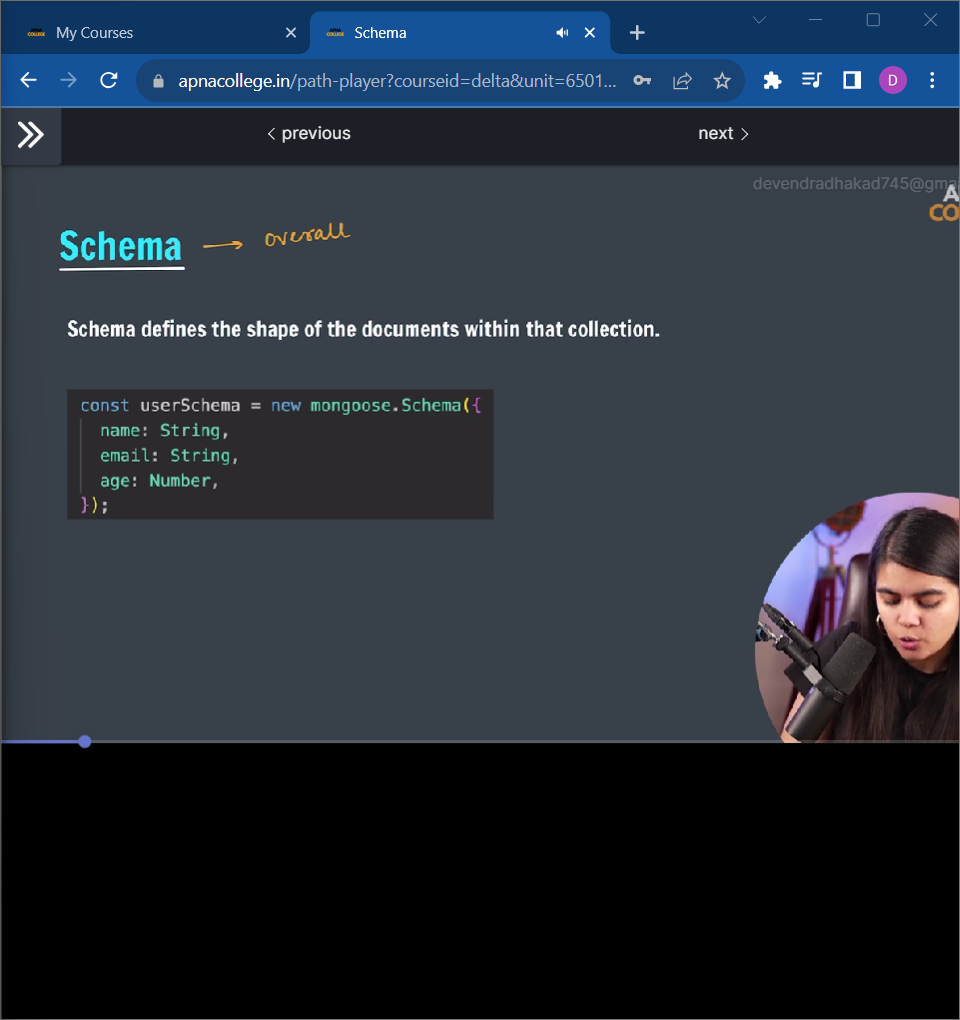 My Courses
Schema
apnacollege.in/path-player?courseid=delta&unit=6501...
D
previous
next
devendradhakad745@gmai
A
CO
Schema → overall
Schema defines the shape of the documents within that collection.
const userSchema = new mongoose.Schema({
name: String,
email: String,
age: Number,
});